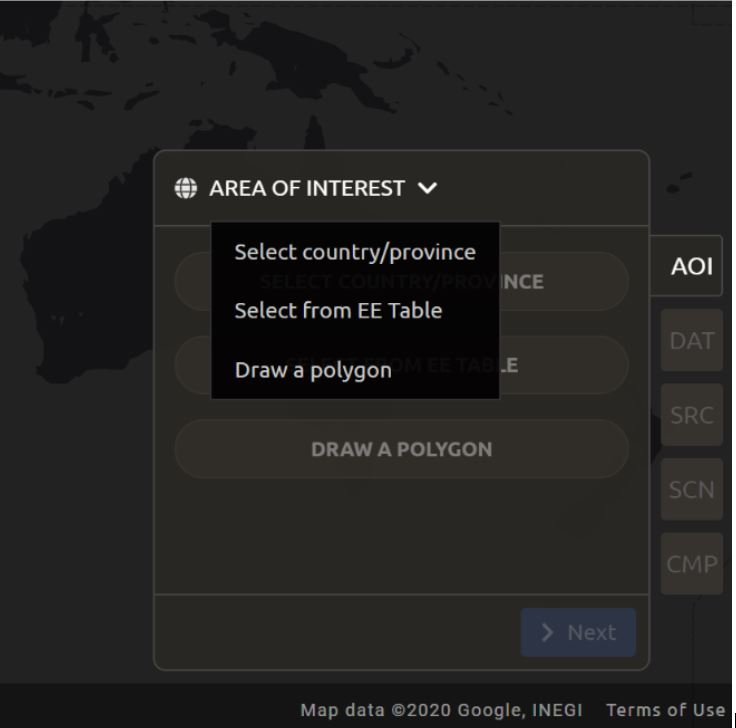 AREA OF INTEREST
Select country/province
SELECT COUNTRY/PROVINCE
Select from EE Table
SELECT FROM EE TABLE
Draw a polygon
DRAW A POLYGON
AOI
DAT
SRC
SCN
CMP
Next
Map data ©2020 Google, INEGI Terms of Use